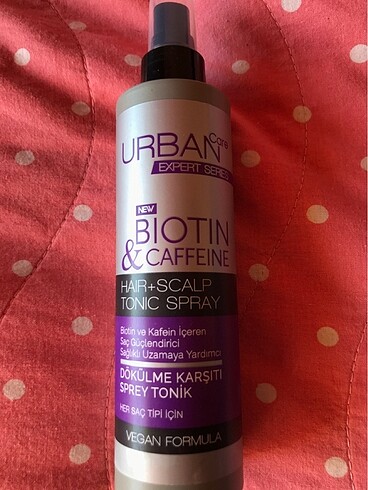 URBAN Care
EXPERT SERIES
NEW
BIOTIN
& CAFFEINE
HAIR+SCALP
TONIC SPRAY
Biotin ve Kafein İçeren
Saç Güçlendirici
Sağlıklı Uzamaya Yardımcı
DÖKÜLME KARŞITI
SPREY TONİK
HER SAÇ TİPİ İÇİN
VEGAN FORMULA